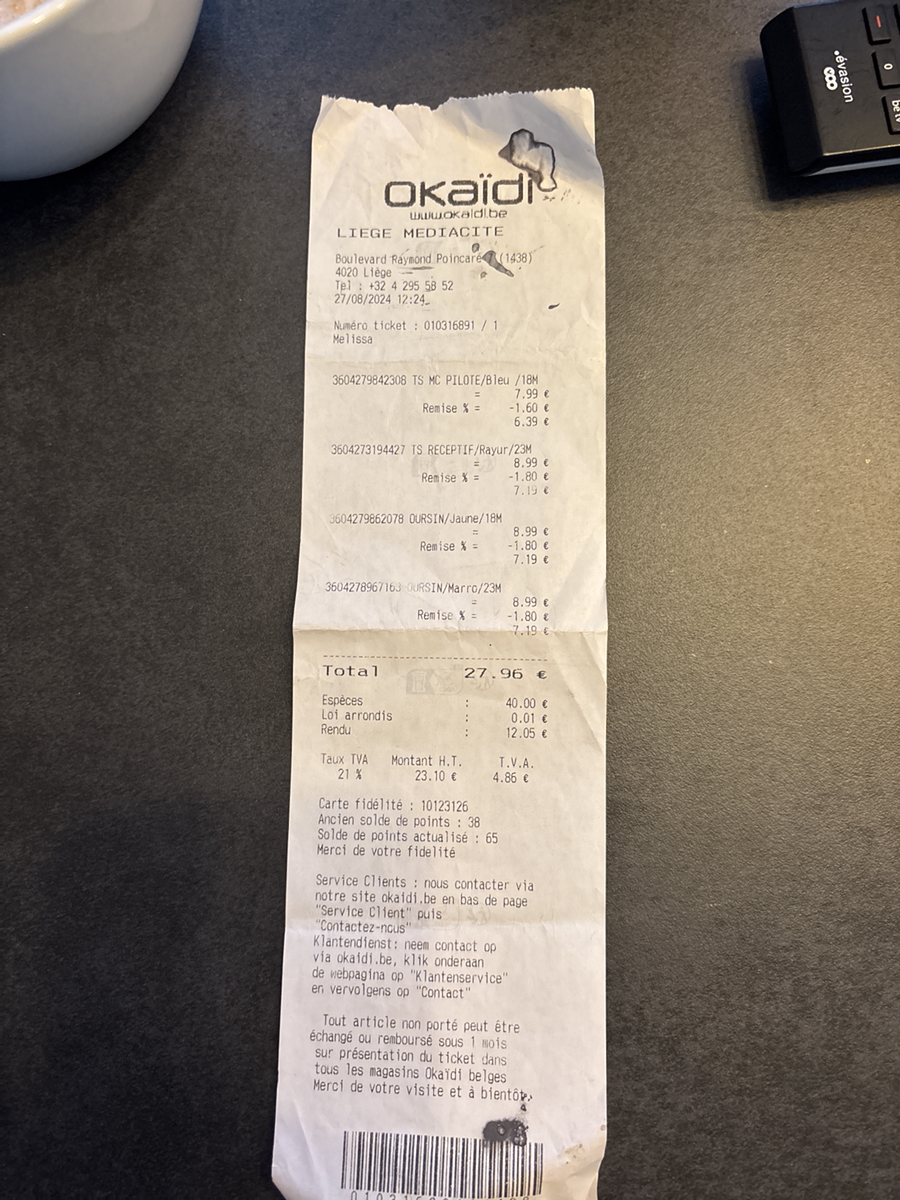 okaïdi
www.okaidi.be
LIEGE MEDIACITE
Boulevard Raymond Poincaré (1438)
4020 Liège
Tel : +32 4 295 58 52
27/08/2024 12:24
Numéro ticket : 010316891 / 1
Melissa
3604279842308 TS MC PILOTE/Bleu /18M
= 7.99 €
Remise % = -1.60 €
6.39 €
3604273194427 TS RECEPTIF/Rayur/23M
= 8.99 €
Remise % = -1.80 €
7.19 €
3604279862078 OURSIN/Jaune/18M
= 8.99 €
Remise % = -1.80 €
7.19 €
3604278967163 OURSIN/Marro/23M
= 8.99 €
Remise % = -1.80 €
7.19 €
Total 27.96 €
Espèces : 40.00 €
Loi arrondis : 0.01 €
Rendu : 12.05 €
Taux TVA Montant H.T. T.V.A.
21 % 23.10 € 4.86 €
Carte fidélité : 10123126
Ancien solde de points : 38
Solde de points actualisé : 65
Merci de votre fidelité
Service Clients : nous contacter via
notre site okaidi.be en bas de page
"Service Client" puis
"Contactez-nous"
Klantendienst: neem contact op
via okaidi.be, klik onderaan
de webpagina op "Klantenservice"
en vervolgens op "Contact"
Tout article non porté peut être
échangé ou remboursé sous 1 mois
sur présentation du ticket dans
tous les magasins Okaïdi belges
Merci de votre visite et à bientôt
évasion
0
be tv